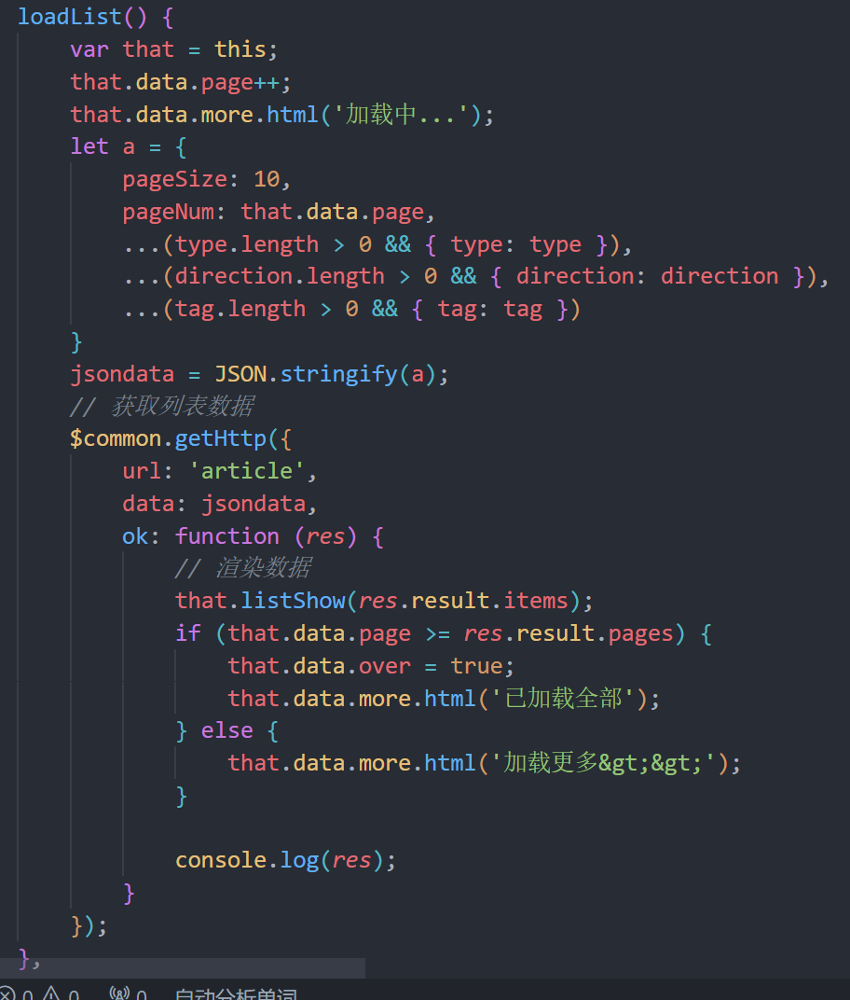 loadList() {
var that = this;
that.data.page++;
that.data.more.html('加载中...');
let a = {
pageSize: 10,
pageNum: that.data.page,
...(type.length > 0 && { type: type }),
...(direction.length > 0 && { direction: direction }),
...(tag.length > 0 && { tag: tag })
}
jsondata = JSON.stringify(a);
// 获取列表数据
$common.getHttp({
url: 'article',
data: jsondata,
ok: function (res) {
// 渲染数据
that.listShow(res.result.items);
if (that.data.page >= res.result.pages) {
that.data.over = true;
that.data.more.html('已加载全部');
} else {
that.data.more.html('加载更多&gt;&gt;');
}
console.log(res);
}
});
},
0 0 0 自动分析单词